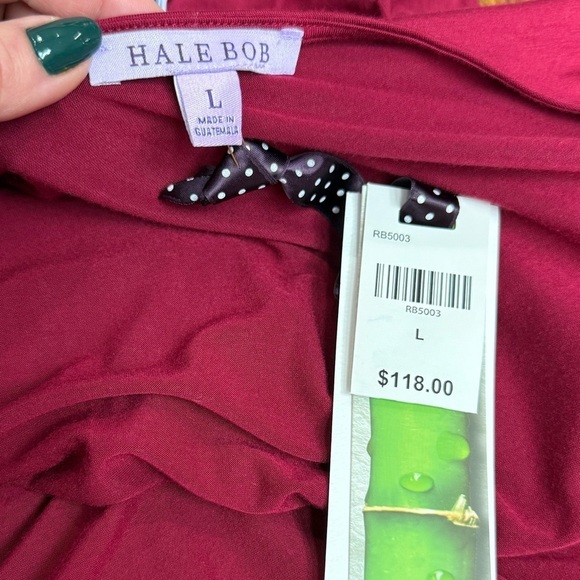 HALE BOB
L
MADE IN
GUATEMALA
RB5003
RB5003
L
$118.00